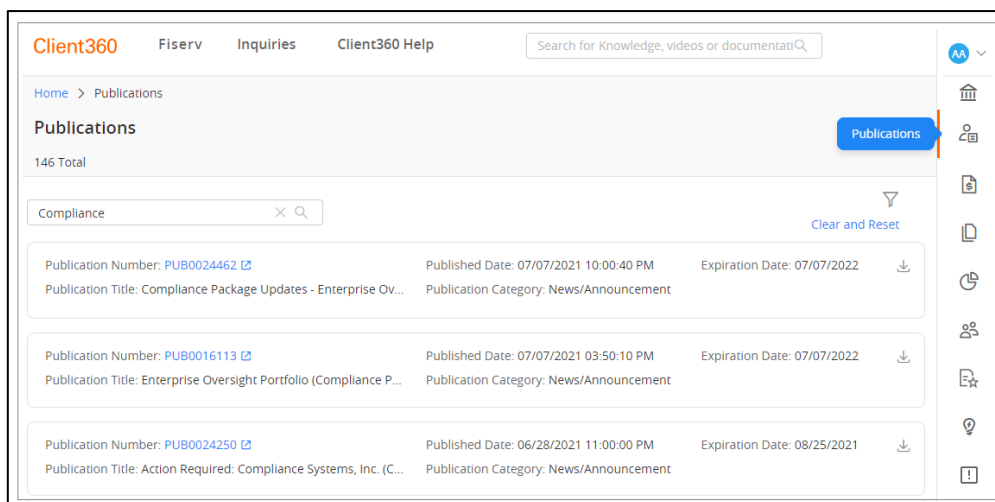 Client360 Fiserv Inquiries Client360 Help Search for Knowledge, videos or documentati
AA
Home > Publications
Publications
Publications
146 Total
Compliance
Clear and Reset
Publication Number: PUB0024462 Published Date: 07/07/2021 10:00:40 PM Expiration Date: 07/07/2022
Publication Title: Compliance Package Updates - Enterprise Ov... Publication Category: News/Announcement
Publication Number: PUB0016113 Published Date: 07/07/2021 03:50:10 PM Expiration Date: 07/07/2022
Publication Title: Enterprise Oversight Portfolio (Compliance P... Publication Category: News/Announcement
Publication Number: PUB0024250 Published Date: 06/28/2021 11:00:00 PM Expiration Date: 08/25/2021
Publication Title: Action Required: Compliance Systems, Inc. (C... Publication Category: News/Announcement